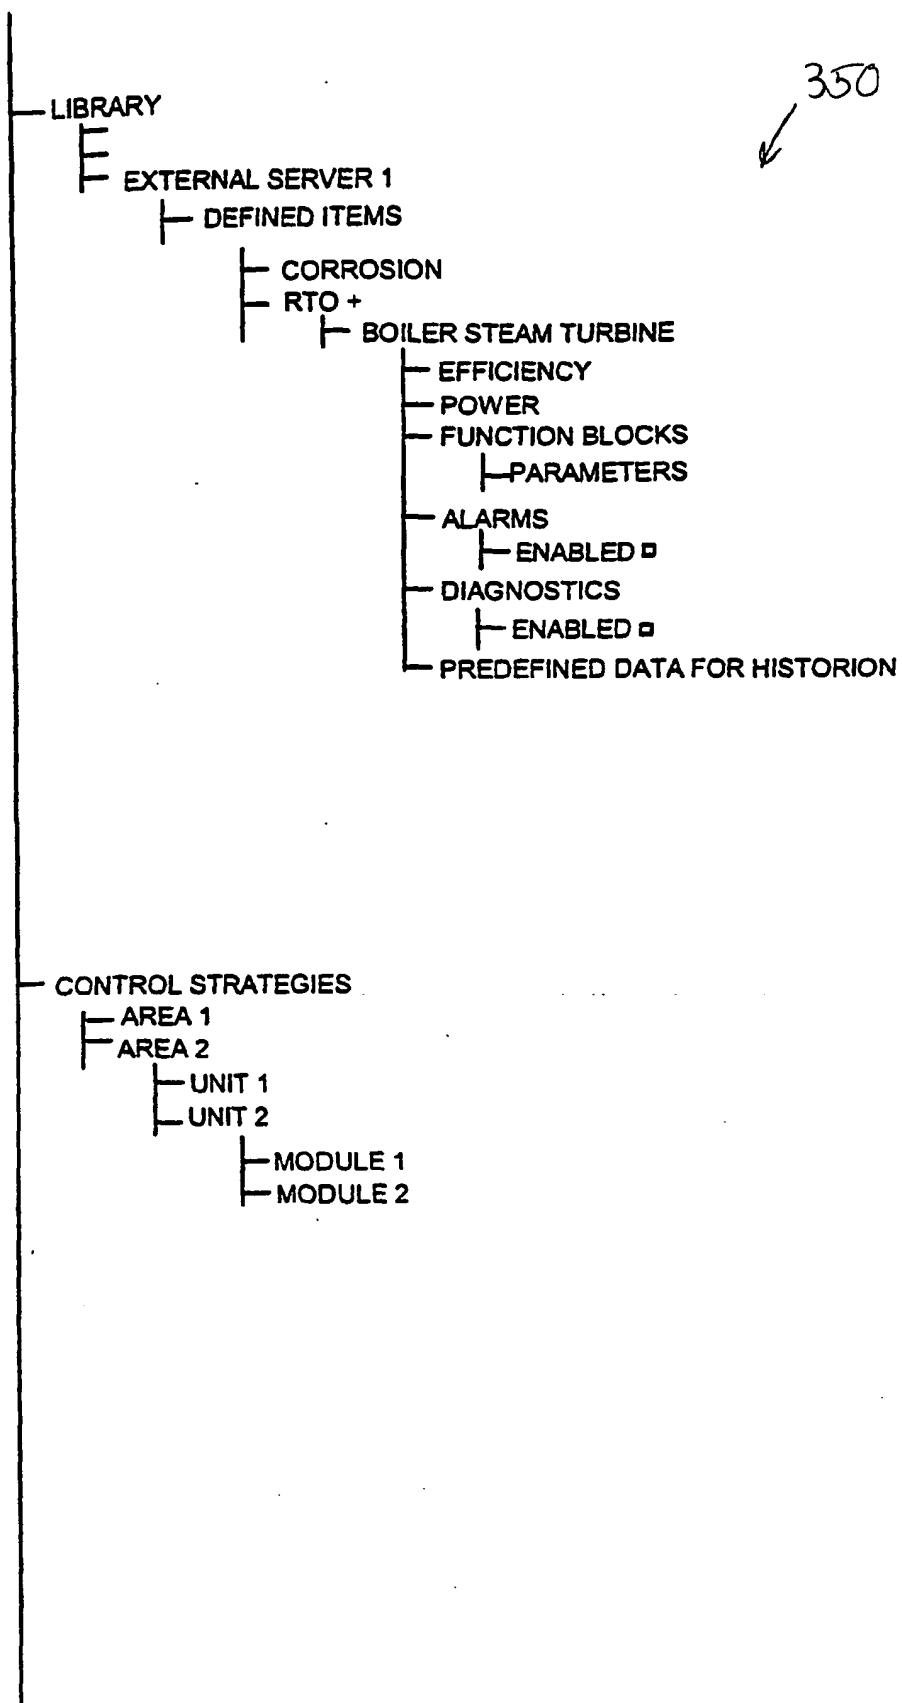 350
LIBRARY
EXTERNAL SERVER 1
DEFINED ITEMS
CORROSION
RTO +
BOILER STEAM TURBINE
EFFICIENCY
POWER
FUNCTION BLOCKS
PARAMETERS
ALARMS
ENABLED
DIAGNOSTICS
ENABLED
PREDEFINED DATA FOR HISTORION
CONTROL STRATEGIES
AREA 1
AREA 2
UNIT 1
UNIT 2
MODULE 1
MODULE 2